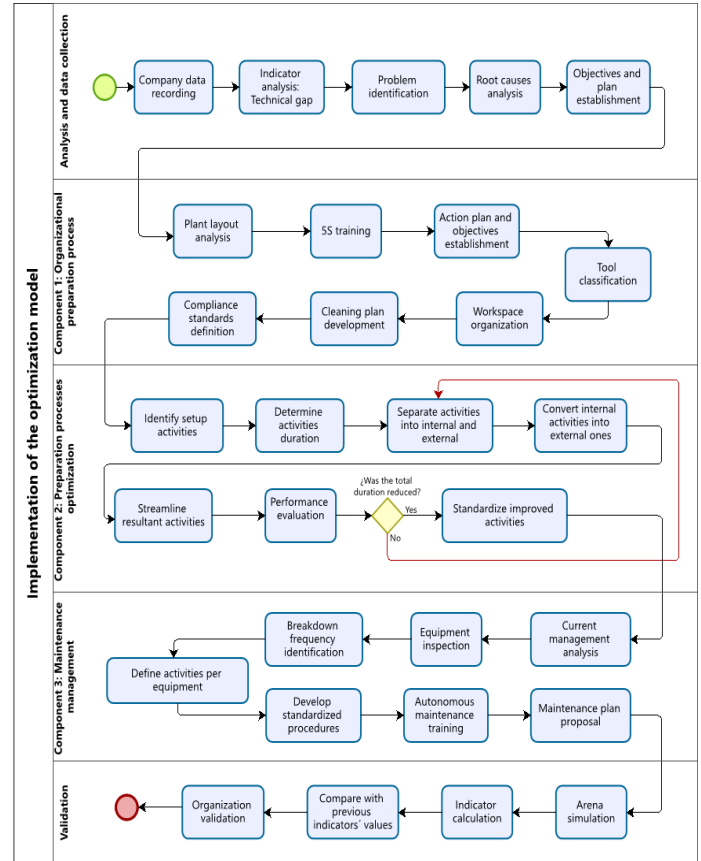 Implementation of the optimization model
Analysis and data collection
Company data
recording
Indicator
analysis:
Technical gap
Problem
identification
Root causes
analysis
Objectives and
plan
establishment
Component 1: Organizational
preparation process
Plant layout
analysis
5S training
Action plan and
objectives
establishment
Tool
classification
Workspace
organization
Cleaning plan
development
Compliance
standards
definition
Component 2: Preparation processes
optimization
Identify setup
activities
Determine
activities
duration
Separate activities
into internal and
external
Convert internal
activities into
external ones
Streamline
resultant activities
Performance
evaluation
¿Was the total
duration reduced?
Yes
No
Standardize improved
activities
Component 3: Maintenance
management
Current
management
analysis
Equipment
inspection
Breakdown
frequency
identification
Define activities per
equipment
Develop
standardized
procedures
Autonomous
maintenance
training
Maintenance plan
proposal
Validation
Arena
simulation
Indicator
calculation
Compare with
previous
indicators´ values
Organization
validation